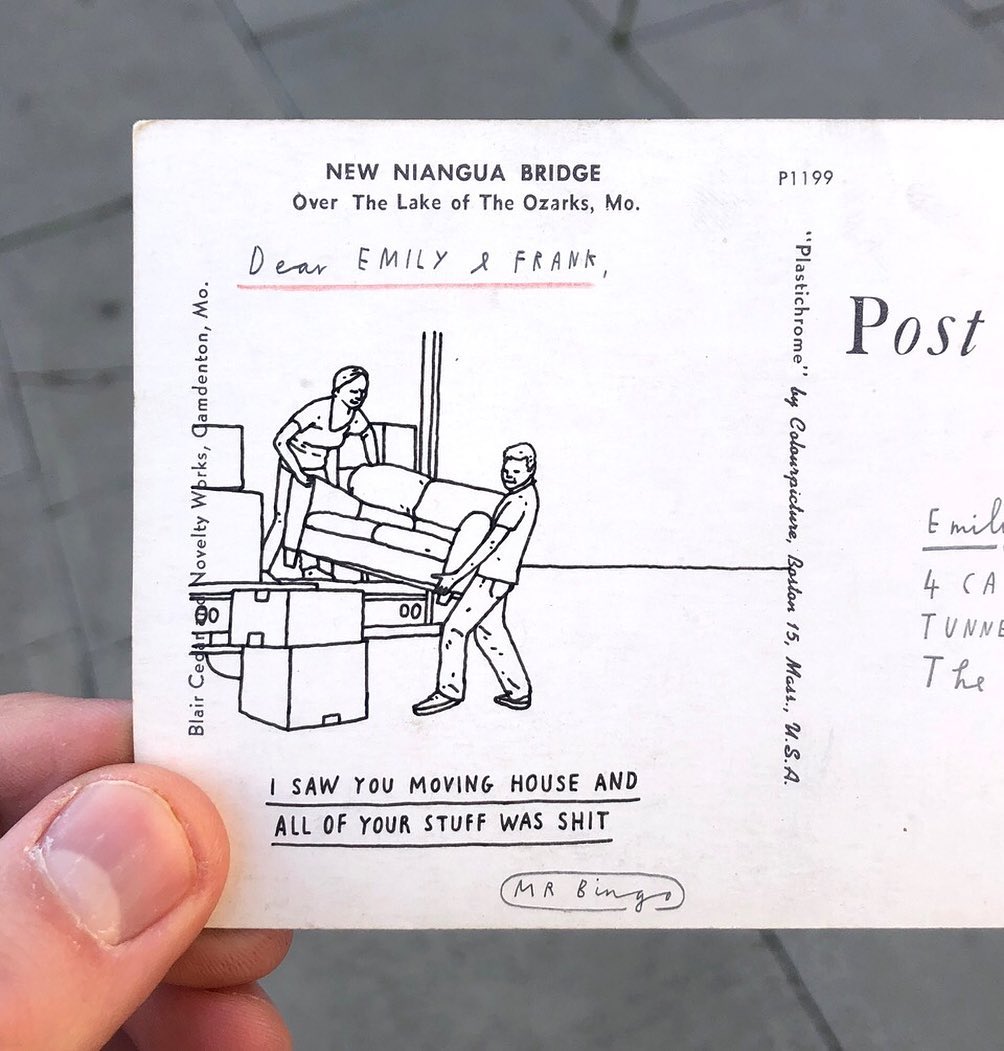 NEW NIANGUA BRIDGE
Over The Lake of The Ozarks, Mo.
P1199
Dear EMILY & FRANK,
Blair Cedar and Novelty Works, Camdenton, Mo.
I SAW YOU MOVING HOUSE AND
ALL OF YOUR STUFF WAS SHIT
MR Bingo
"Plastichrome" by Colourpicture, Boston 15, Mass., U.S.A.
Post
Emily
4 CA
TUNNE
The